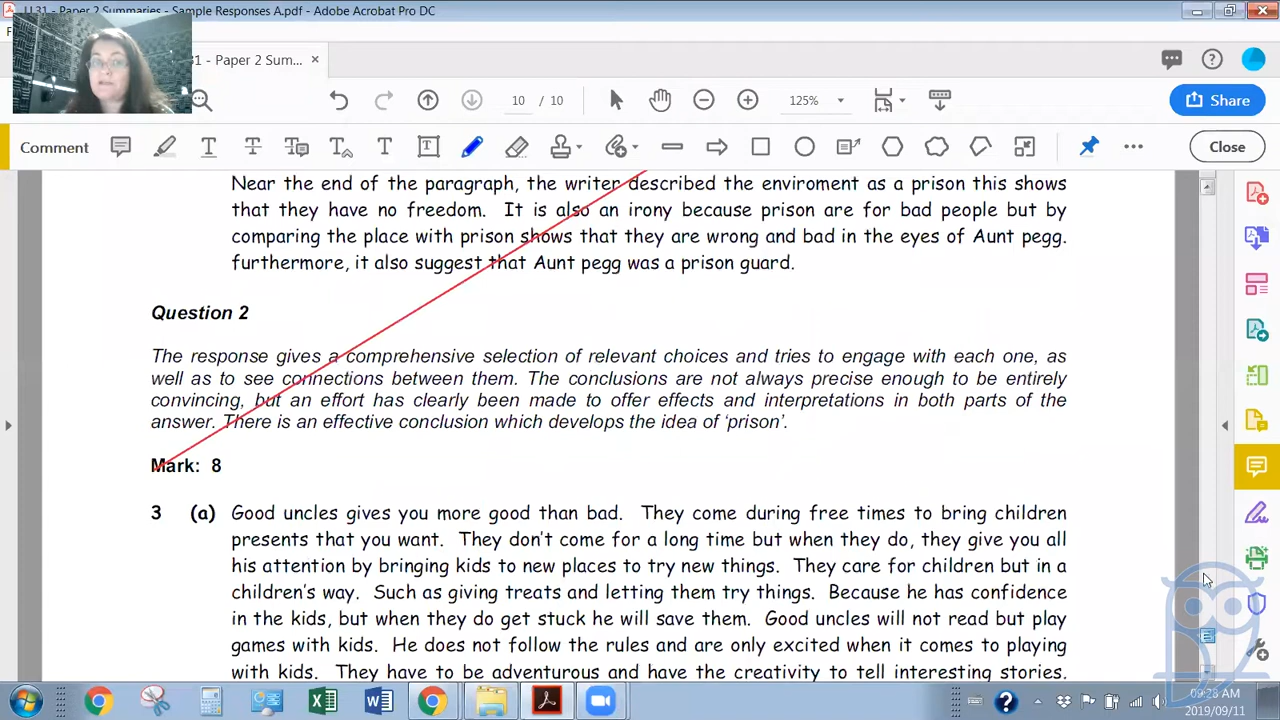 Paper 2 Summaries - Sample Responses A.pdf - Adobe Acrobat Pro DC
31 - Paper 2 Sum... ×
10 / 10
125%
Share
Comment
Close
Near the end of the paragraph, the writer described the enviroment as a prison this shows
that they have no freedom. It is also an irony because prison are for bad people but by
comparing the place with prison shows that they are wrong and bad in the eyes of Aunt pegg.
furthermore, it also suggest that Aunt pegg was a prison guard.
Question 2
The response gives a comprehensive selection of relevant choices and tries to engage with each one, as
well as to see connections between them. The conclusions are not always precise enough to be entirely
convincing, but an effort has clearly been made to offer effects and interpretations in both parts of the
answer. There is an effective conclusion which develops the idea of ‘prison’.
Mark: 8
3 (a) Good uncles gives you more good than bad. They come during free times to bring children
presents that you want. They don't come for a long time but when they do, they give you all
his attention by bringing kids to new places to try new things. They care for children but in a
children's way. Such as giving treats and letting them try things. Because he has confidence
in the kids, but when they do get stuck he will save them. Good uncles will not read but play
games with kids. He does not follow the rules and are only excited when it comes to playing
with kids. They have to be adventurous and have the creativity to tell interesting stories.
09:28 AM
2019/09/11